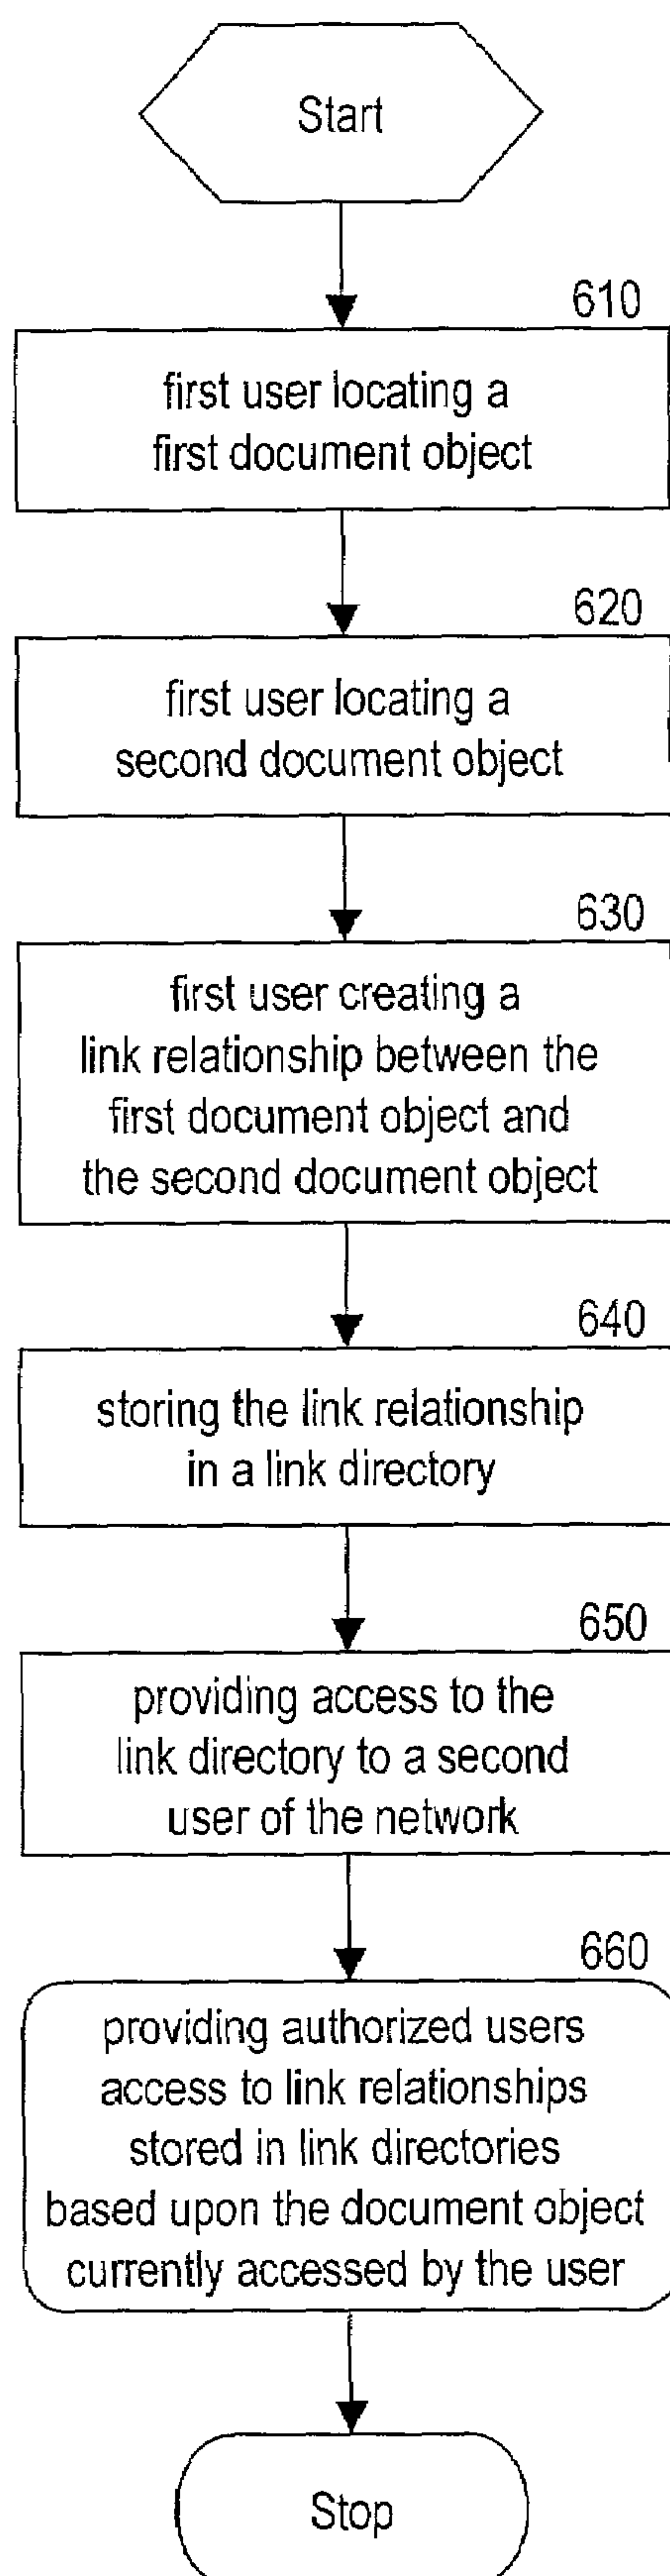 Start
610
first user locating a
first document object
620
first user locating a
second document object
630
first user creating a
link relationship between the
first document object and
the second document object
640
storing the link relationship
in a link directory
650
providing access to the
link directory to a second
user of the network
660
providing authorized users
access to link relationships
stored in link directories
based upon the document object
currently accessed by the user
Stop